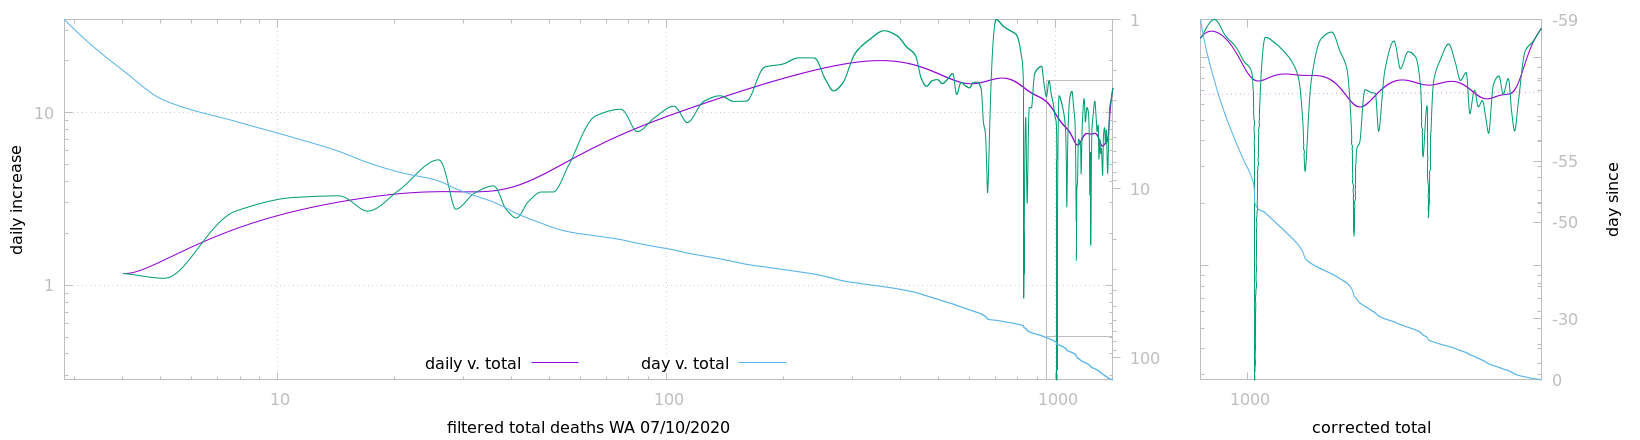 daily increase
10
1
daily v. total
day v. total
10
100
1000
filtered total deaths WA 07/10/2020
1
10
100
-59
-55
-50
-30
0
day since
1000
corrected total